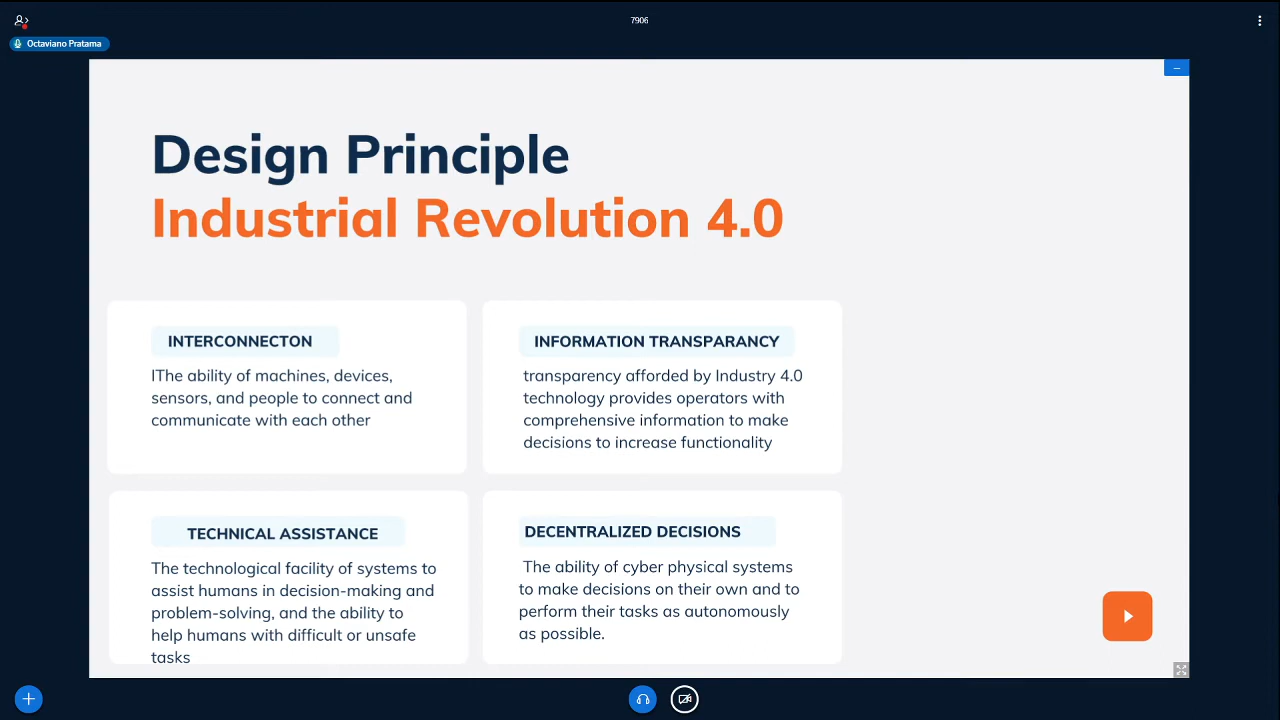 7906
Octaviano Pratama
Design Principle
Industrial Revolution 4.0
INTERCONNECTON
IThe ability of machines, devices,
sensors, and people to connect and
communicate with each other
INFORMATION TRANSPARANCY
transparency afforded by Industry 4.0
technology provides operators with
comprehensive information to make
decisions to increase functionality
TECHNICAL ASSISTANCE
The technological facility of systems to
assist humans in decision-making and
problem-solving, and the ability to
help humans with difficult or unsafe
tasks
DECENTRALIZED DECISIONS
The ability of cyber physical systems
to make decisions on their own and to
perform their tasks as autonomously
as possible.